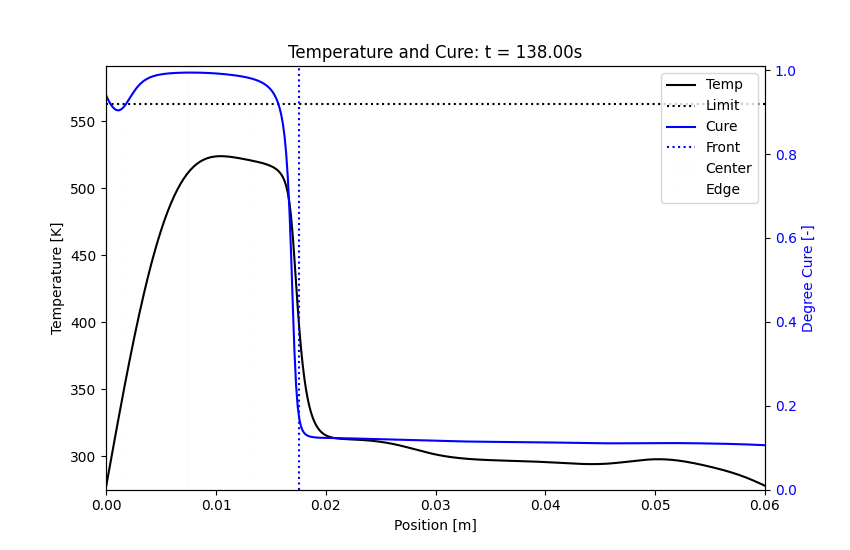 Temperature and Cure: t = 138.00s
Temp
Limit
Cure
Front
Center
Edge
550
500
450
400
350
300
Temperature [K]
1.0
0.8
0.6
0.4
0.2
0.0
Degree Cure [-]
0.00 0.01 0.02 0.03 0.04 0.05 0.06
Position [m]